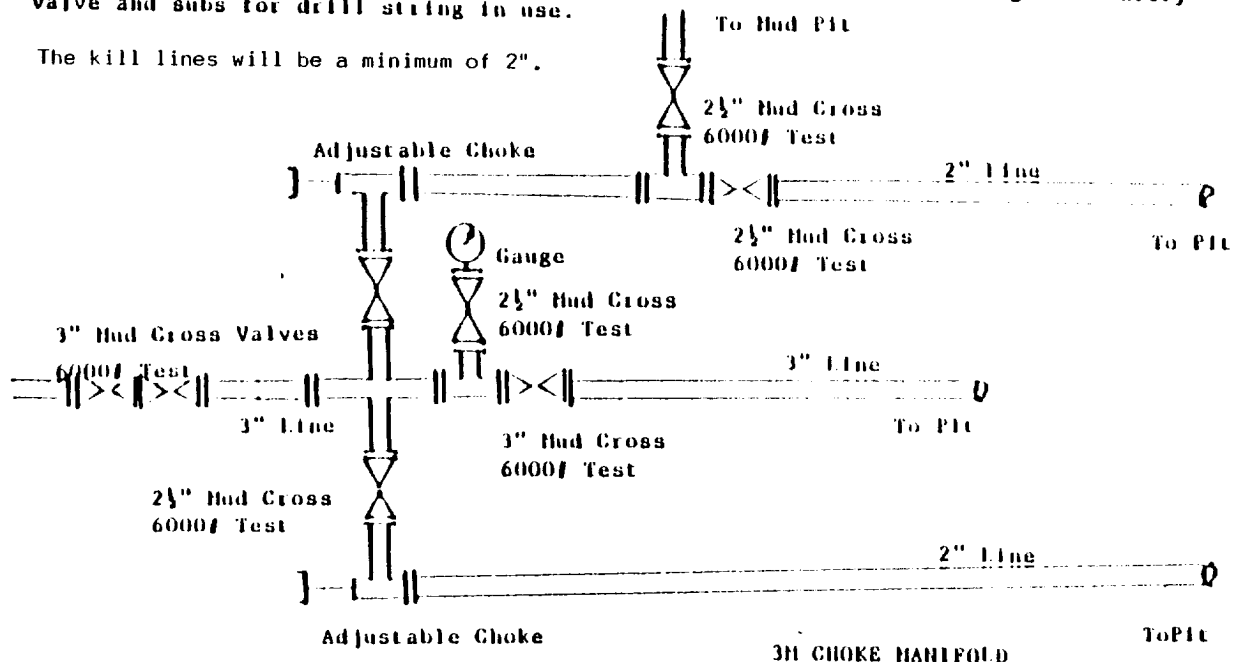 valve and subs for drill string in use.
The kill lines will be a minimum of 2".
To Mud Pit
2½" Mud Cross
6000# Test
Adjustable Choke
2" Line
To Pit
2½" Mud Cross
6000# Test
Gauge
2½" Mud Cross
6000# Test
3" Mud Cross Valves
6000# Test
3" Line
To Pit
3" Line
3" Mud Cross
6000# Test
2½" Mud Cross
6000# Test
2" Line
Adjustable Choke
ToPit
3M CHOKE MANIFOLD